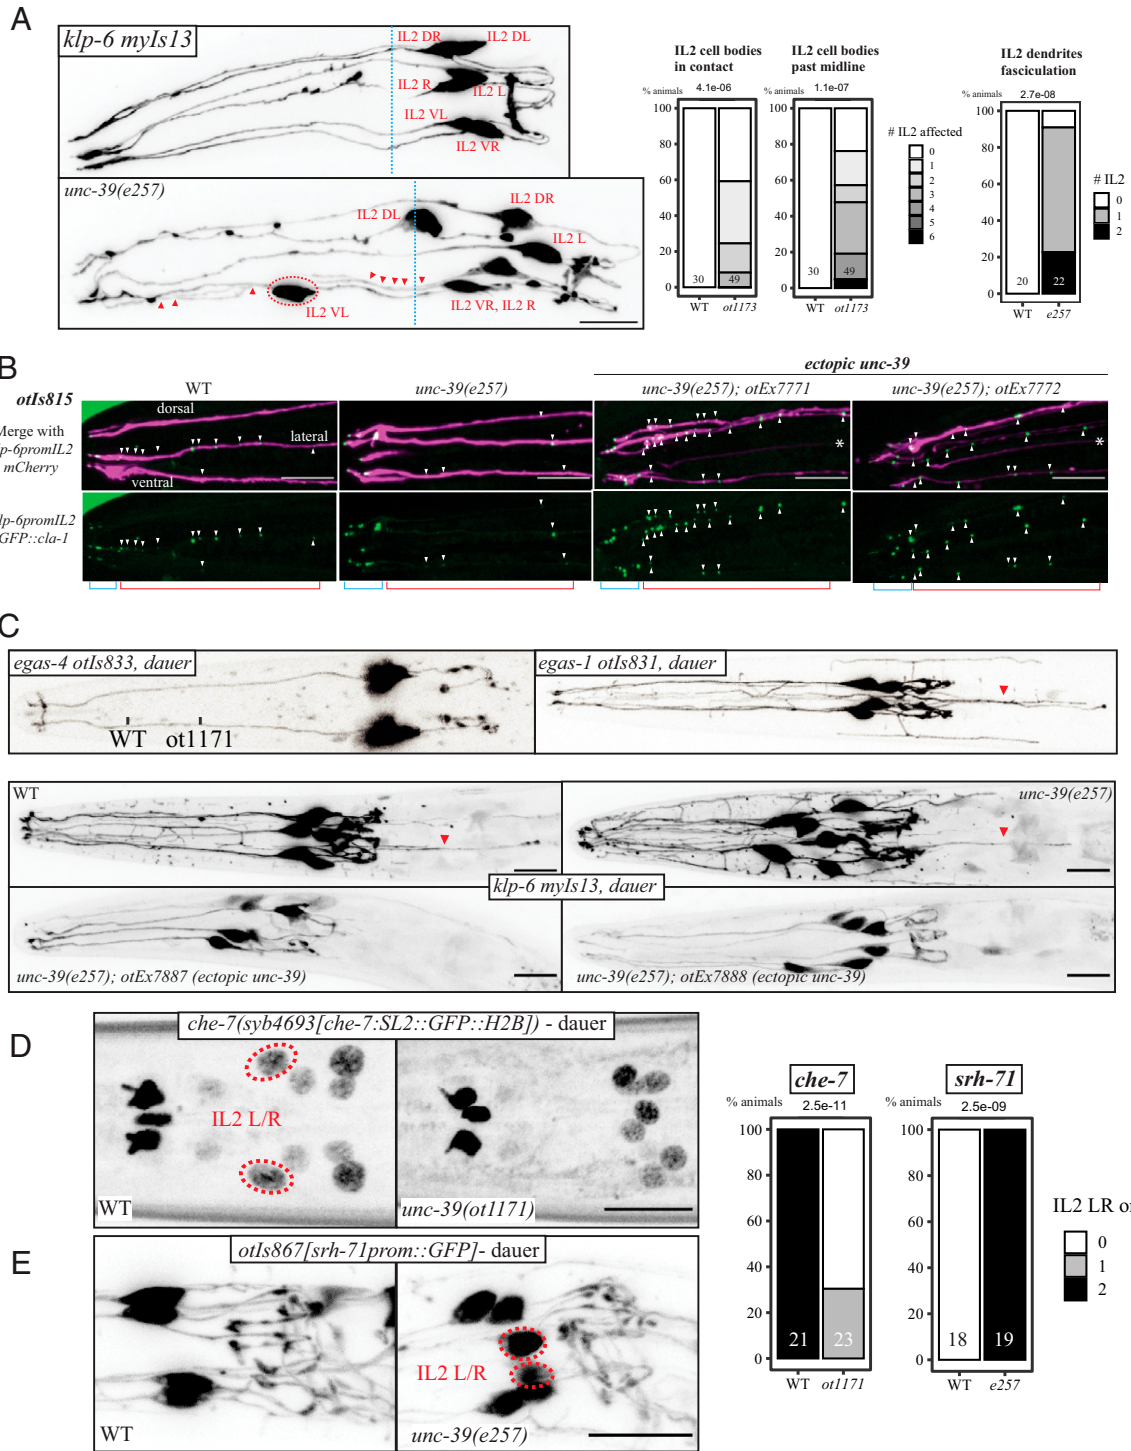 A
klp-6 myIs13
IL2 DR
IL2 DL
IL2 R
IL2 L
IL2 VL
IL2 VR
unc-39(e257)
IL2 DL
IL2 DR
IL2 L
IL2 VL
IL2 VR, IL2 R
IL2 cell bodies
in contact
% animals
4.1e-06
100
80
60
40
20
0
30
49
WT
ot1173
IL2 cell bodies
past midline
1.1e-07
100
80
60
40
20
0
30
49
WT
ot1173
# IL2 affected
0
1
2
3
4
5
6
IL2 dendrites
fasciculation
% animals
2.7e-08
100
80
60
40
20
0
20
22
WT
e257
# IL2
0
1
2
B
otIs815
WT
unc-39(e257)
ectopic unc-39
unc-39(e257); otEx7771
unc-39(e257); otEx7772
Merge with
lp-6promIL2
mCherry
dorsal
lateral
ventral
*
*
lp-6promIL2
GFP::cla-1
C
egas-4 otIs833, dauer
WT
ot1171
egas-1 otIs831, dauer
WT
unc-39(e257)
klp-6 myIs13, dauer
unc-39(e257); otEx7887 (ectopic unc-39)
unc-39(e257); otEx7888 (ectopic unc-39)
D
che-7(syb4693[che-7:SL2::GFP::H2B]) - dauer
IL2 L/R
WT
unc-39(ot1171)
E
otIs867[srh-71prom::GFP]- dauer
IL2 L/R
WT
unc-39(e257)
che-7
% animals
2.5e-11
100
80
60
40
20
0
21
23
WT
ot1171
srh-71
% animals
2.5e-09
100
80
60
40
20
0
18
19
WT
e257
IL2 LR o
0
1
2